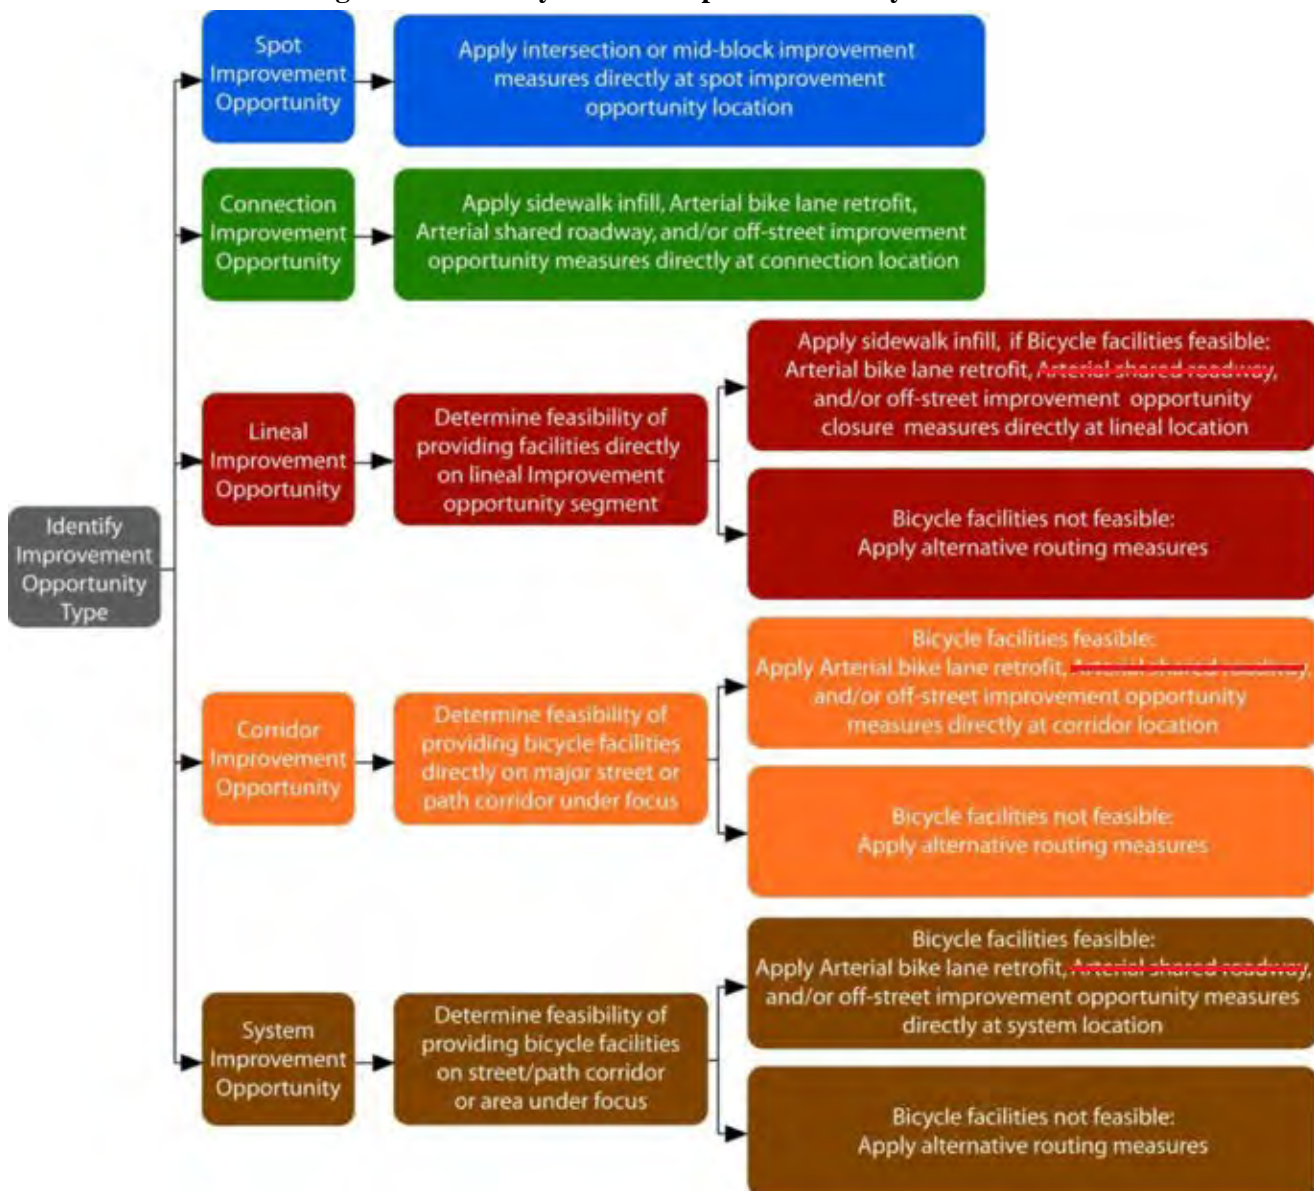 Spot
Improvement
Opportunity
Apply intersection or mid-block improvement
measures directly at spot improvement
opportunity location
Connection
Improvement
Opportunity
Apply sidewalk infill, Arterial bike lane retrofit,
Arterial shared roadway, and/or off-street improvement
opportunity measures directly at connection location
Lineal
Improvement
Opportunity
Determine feasibility of
providing facilities directly
on lineal Improvement
opportunity segment
Apply sidewalk infill, if Bicycle facilities feasible:
Arterial bike lane retrofit, Arterial shared roadway,
and/or off-street improvement opportunity
closure measures directly at lineal location
Bicycle facilities not feasible:
Apply alternative routing measures
Identify
Improvement
Opportunity
Type
Corridor
Improvement
Opportunity
Determine feasibility of
providing bicycle facilities
directly on major street or
path corridor under focus
Bicycle facilities feasible:
Apply Arterial bike lane retrofit, Arterial shared roadway,
and/or off-street improvement opportunity
measures directly at corridor location
Bicycle facilities not feasible:
Apply alternative routing measures
System
Improvement
Opportunity
Determine feasibility of
providing bicycle facilities
on street/path corridor
or area under focus
Bicycle facilities feasible:
Apply Arterial bike lane retrofit, Arterial shared roadway,
and/or off-street improvement opportunity measures
directly at system location
Bicycle facilities not feasible:
Apply alternative routing measures